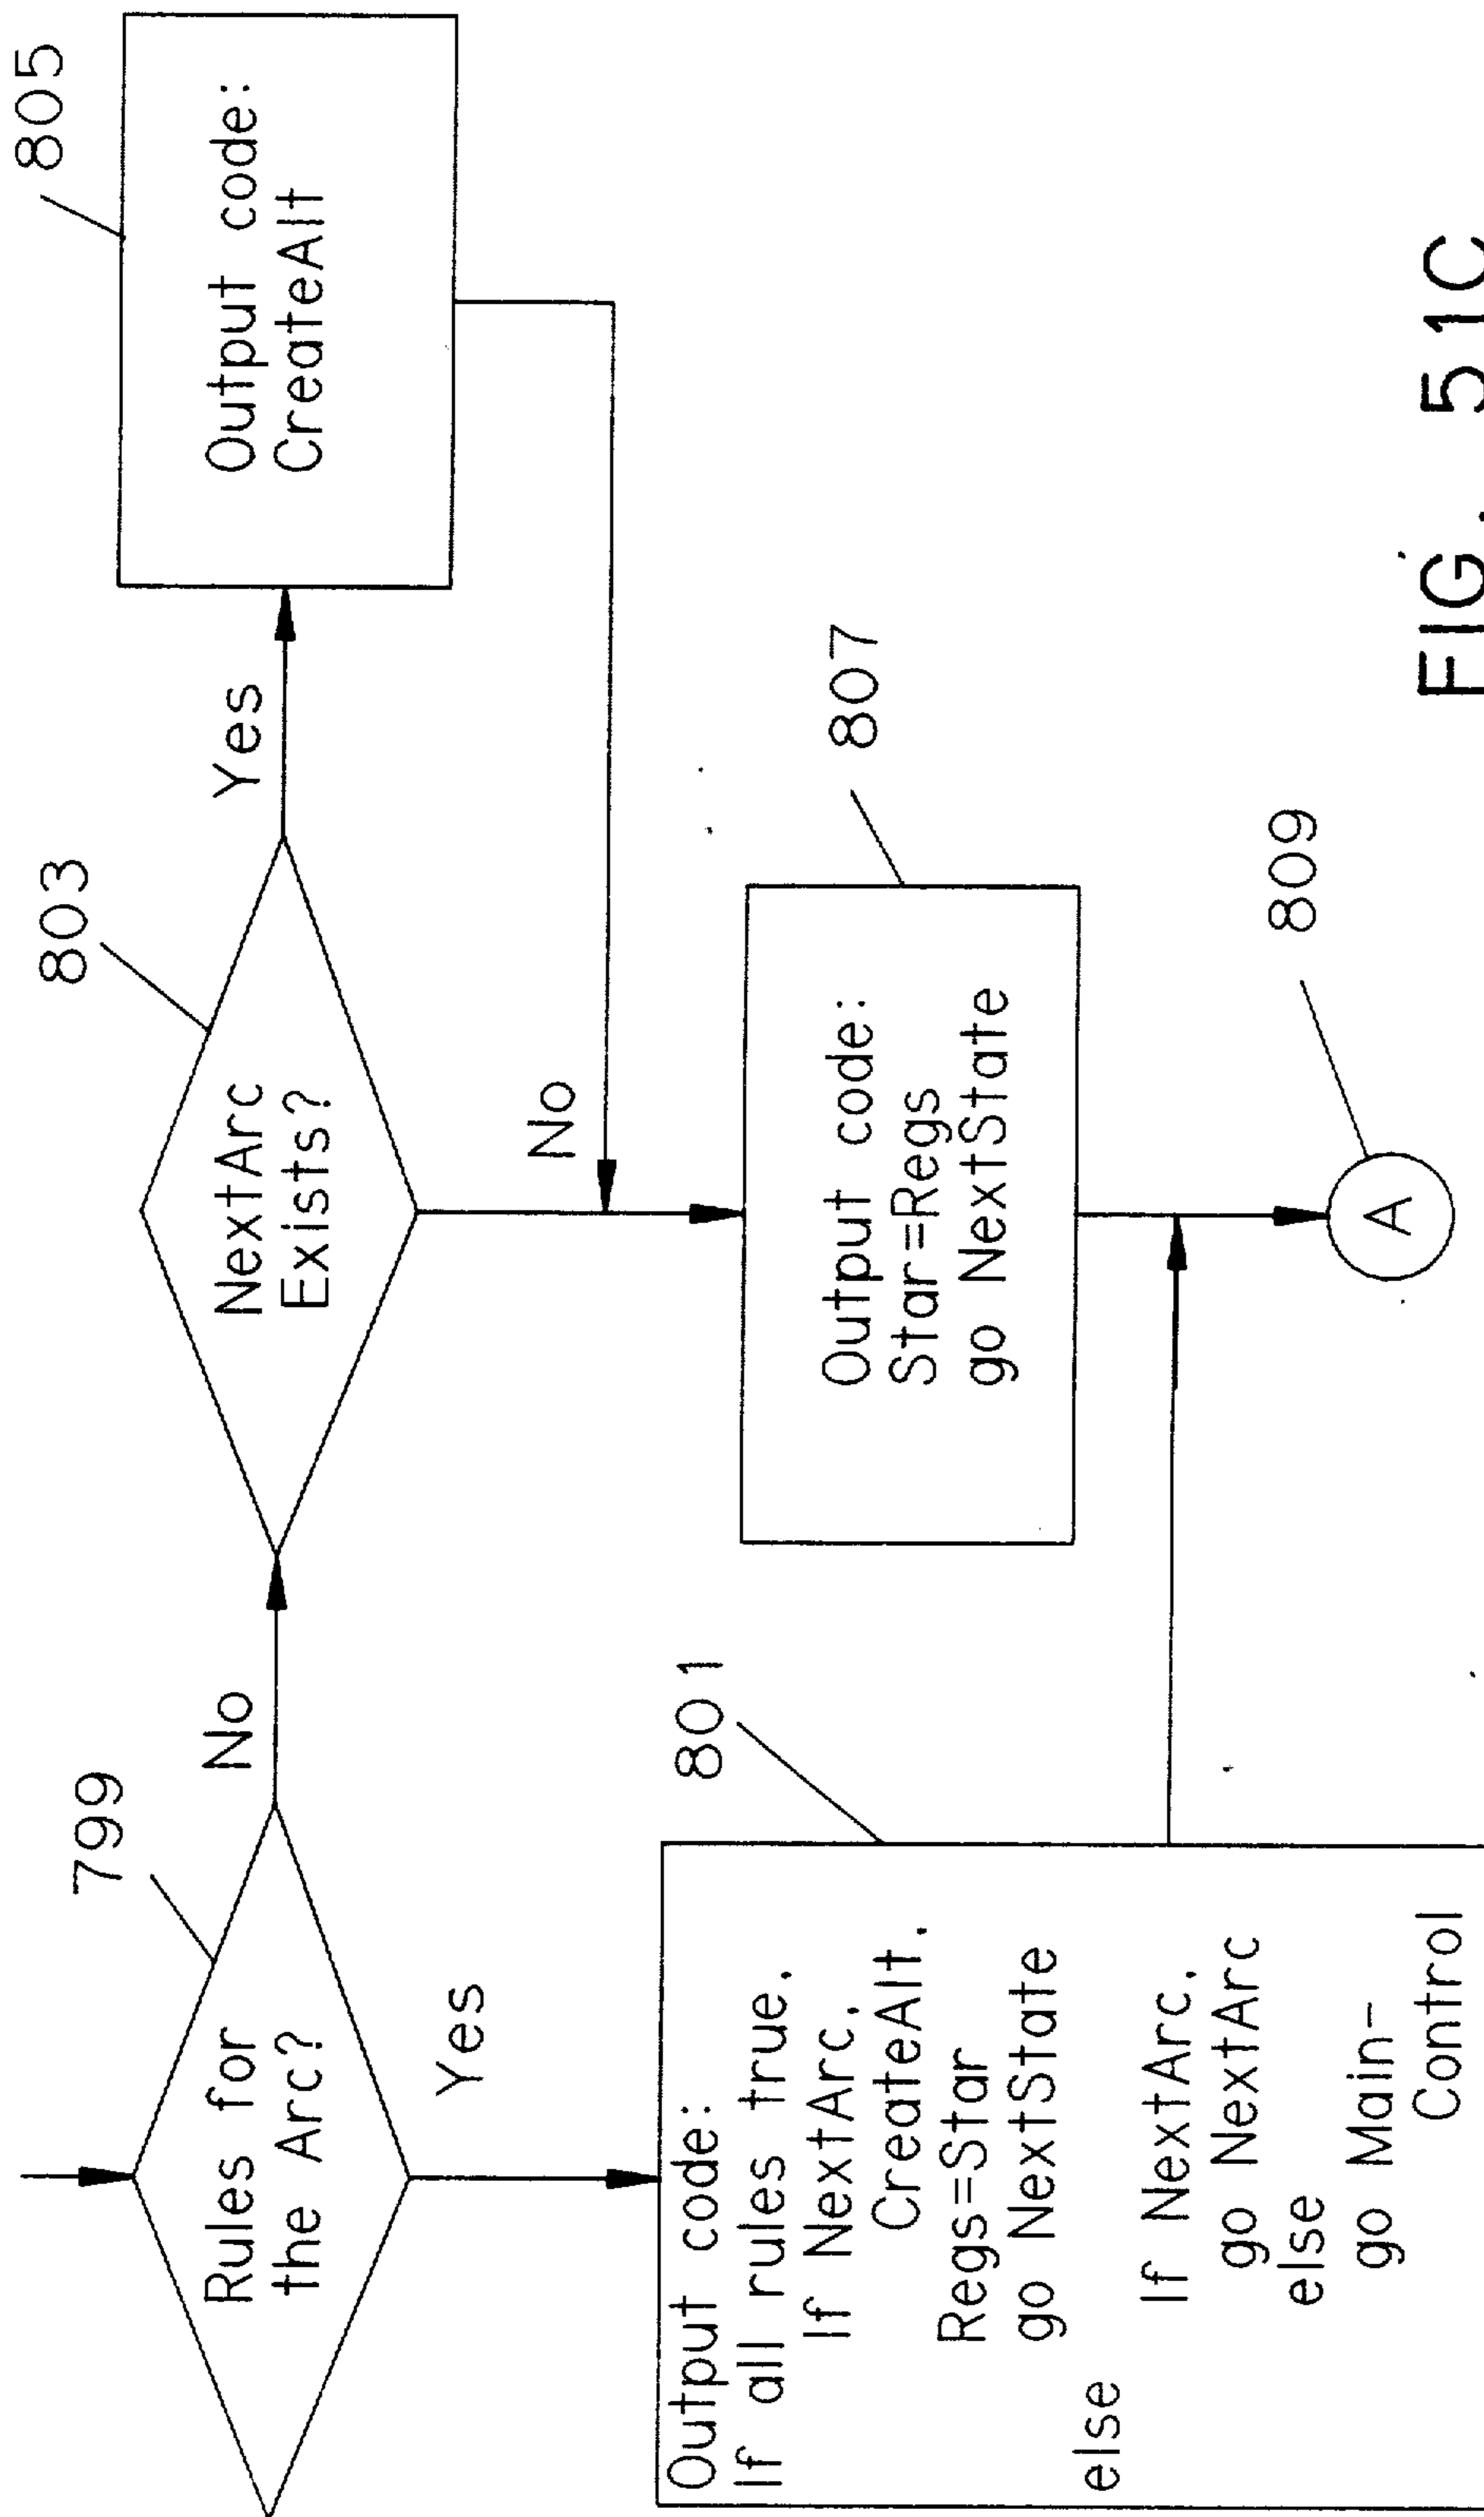 799
Rules for
the Arc?
No
Yes
803
NextArc
Exists?
Yes
No
805
Output code:
CreateAlt
801
Output code:
If all rules true,
If NextArc,
CreateAlt.
Regs=Star
go NextState
else
If NextArc,
go NextArc
else
go Main-
Control
807
Output code:
Star=Regs
go NextState
809
A
FIG. 51C